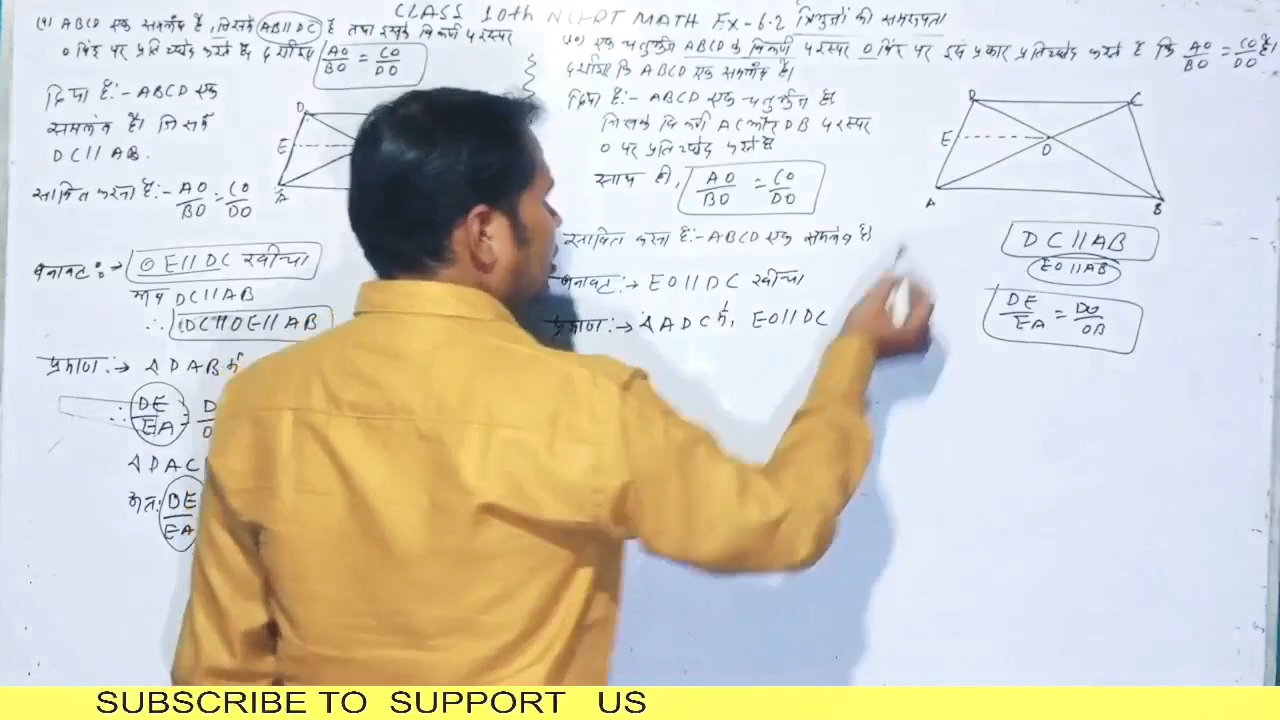 CLASS 10th NCERT MATH EX-6.2 त्रिभुजों की समरूपता
(9) ABCD एक समलंब है, जिसमें AB||DC है तथा इसके विकर्ण परस्पर
O बिंदु पर प्रतिच्छेद करते हैं दर्शाइए AO/BO = CO/DO
दिया है:- ABCD एक
समलंब है। जिसमें
DC || AB.
साबित करना है:- AO/BO = CO/DO
D
E
A
बनावट:→ OE||DC खींचा
DC||AB
∴ DC||OE||AB
प्रमाण:→ ΔDAB में
∴ DE/EA =
ΔDAC
अतः DE/EA
(10) एक चतुर्भुज ABCD के विकर्ण परस्पर O बिंदु पर इस प्रकार प्रतिच्छेद करते हैं कि AO/BO = CO/DO है।
दर्शाइए कि ABCD एक समलंब है।
दिया है:- ABCD एक चतुर्भुज है।
जिसके विकर्ण AC और DB परस्पर
O पर प्रतिच्छेद करते है
साथ ही, AO/BO = CO/DO
साबित करना है:- ABCD एक समलंब है।
बनावट:→ EO||DC खींचा
प्रमाण:→ ΔADC में, EO||DC
D
C
E
O
A
B
DC||AB
EO||AB
DE/EA = DO/OB
SUBSCRIBE TO SUPPORT US